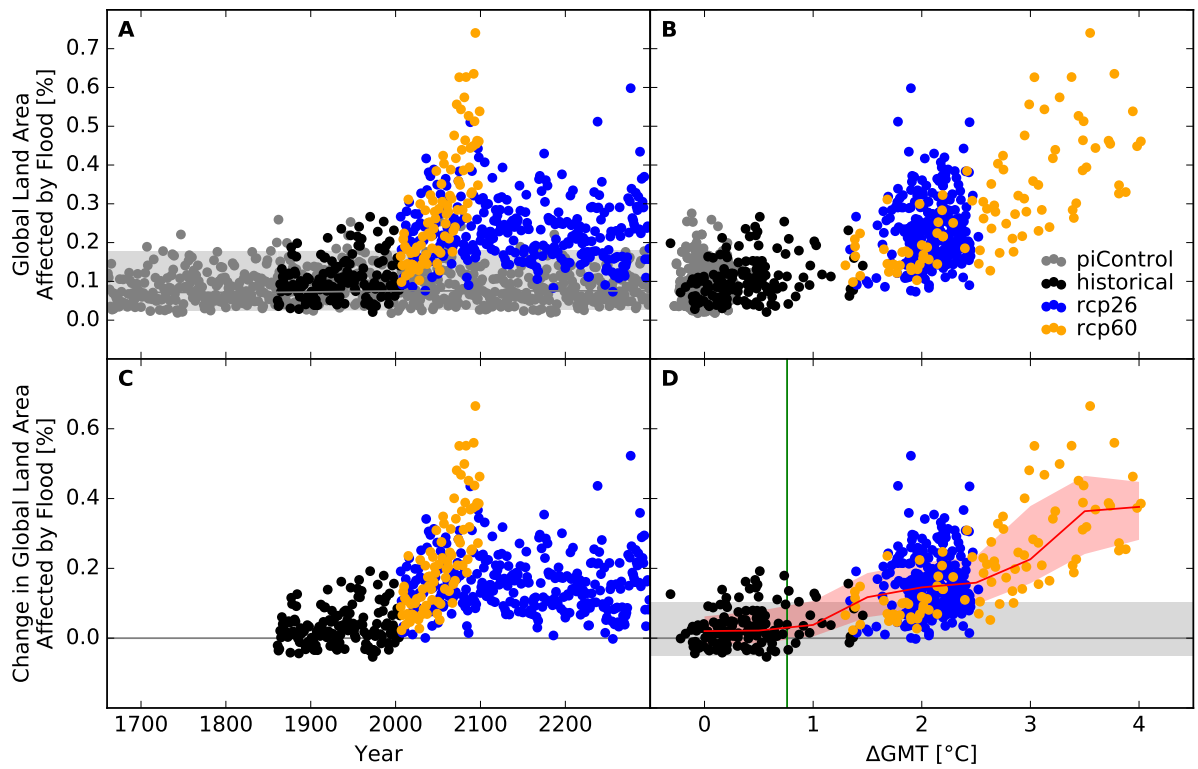 A
B
0.7
0.6
0.5
0.4
0.3
0.2
0.1
0.0
Global Land Area
Affected by Flood [%]
piControl
historical
rcp26
rcp60
C
D
0.6
0.4
0.2
0.0
Change in Global Land Area
Affected by Flood [%]
1700 1800 1900 2000 2100 2200
0 1 2 3 4
Year
ΔGMT [°C]